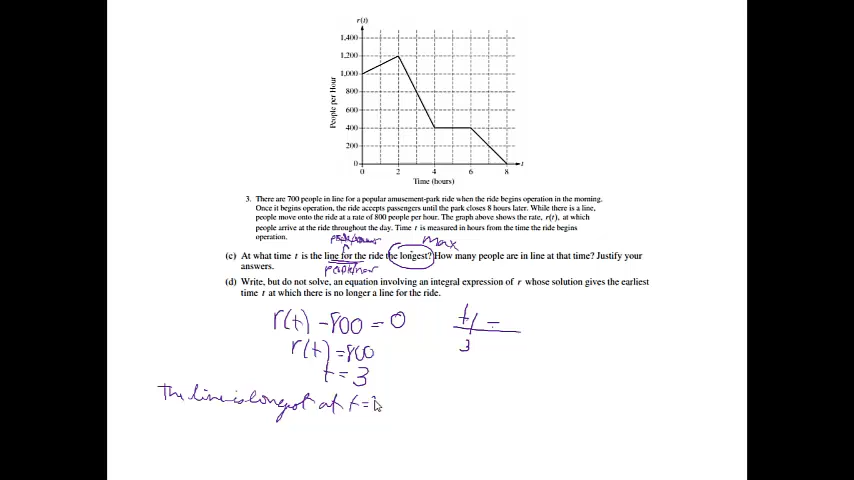 r(t)
1,400
1,200
1,000
800
600
400
200
0
People per Hour
0 2 4 6 8 t
Time (hours)
3. There are 700 people in line for a popular amusement-park ride when the ride begins operation in the morning.
Once it begins operation, the ride accepts passengers until the park closes 8 hours later. While there is a line,
people move onto the ride at a rate of 800 people per hour. The graph above shows the rate, r(t), at which
people arrive at the ride throughout the day. Time t is measured in hours from the time the ride begins
operation.
max
(c) At what time t is the line for the ride the longest? How many people are in line at that time? Justify your
answers.
people/hour
(d) Write, but do not solve, an equation involving an integral expression of r whose solution gives the earliest
time t at which there is no longer a line for the ride.
r(t) - 800 = 0
+ | -
3
r(t) = 800
t = 3
The line is longest at t =